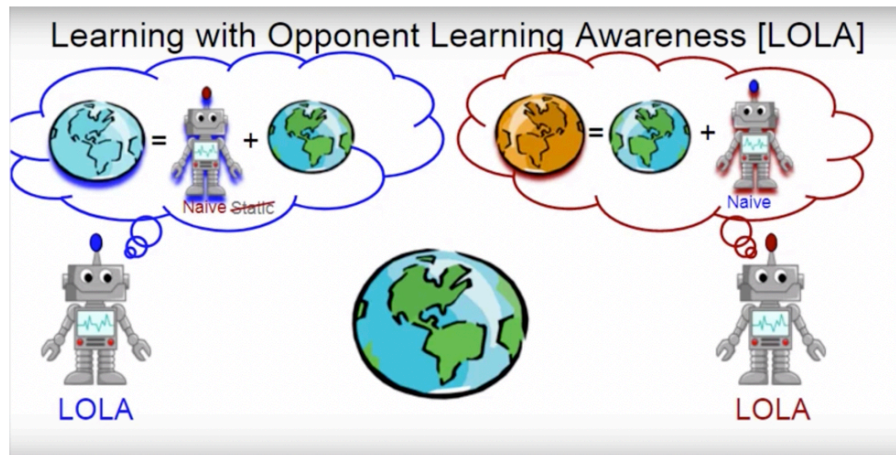 Learning with Opponent Learning Awareness [LOLA]
= +
= +
Naive Static
Naive
LOLA
LOLA